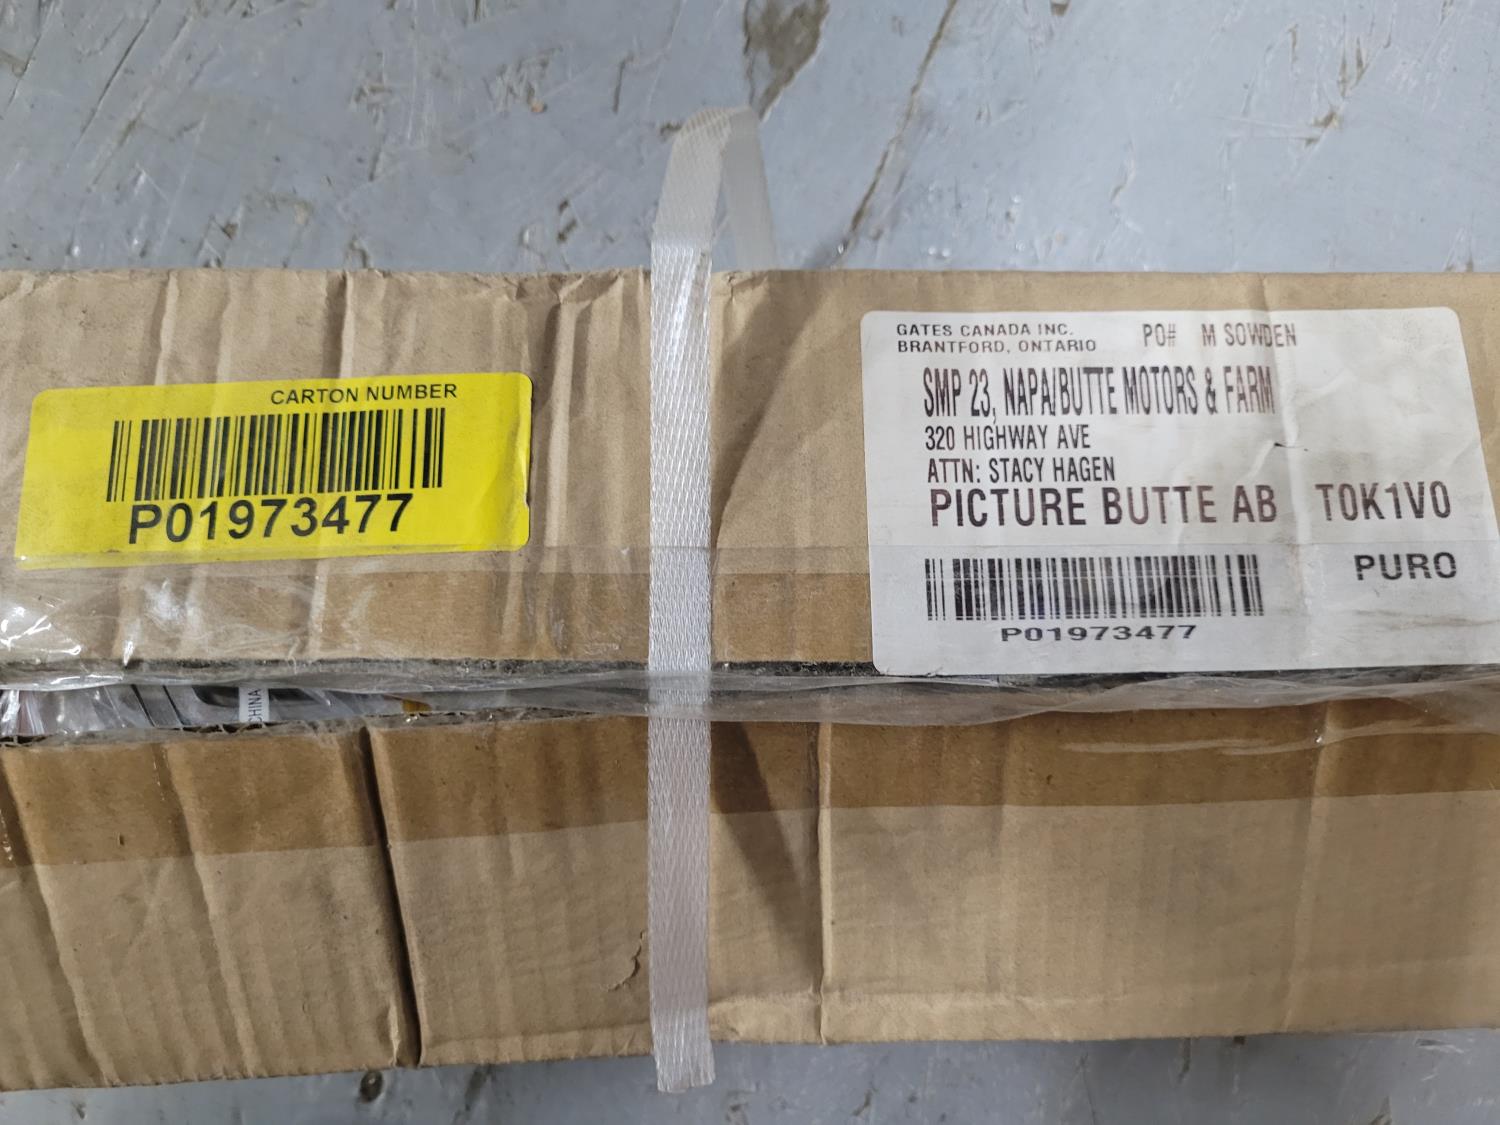 CARTON NUMBER
P01973477
GATES CANADA INC. PO# M SOWDEN
BRANTFORD, ONTARIO
SMP 23, NAPA/BUTTE MOTORS & FARM
320 HIGHWAY AVE
ATTN: STACY HAGEN
PICTURE BUTTE AB T0K1V0
PURO
P01973477
CHINA